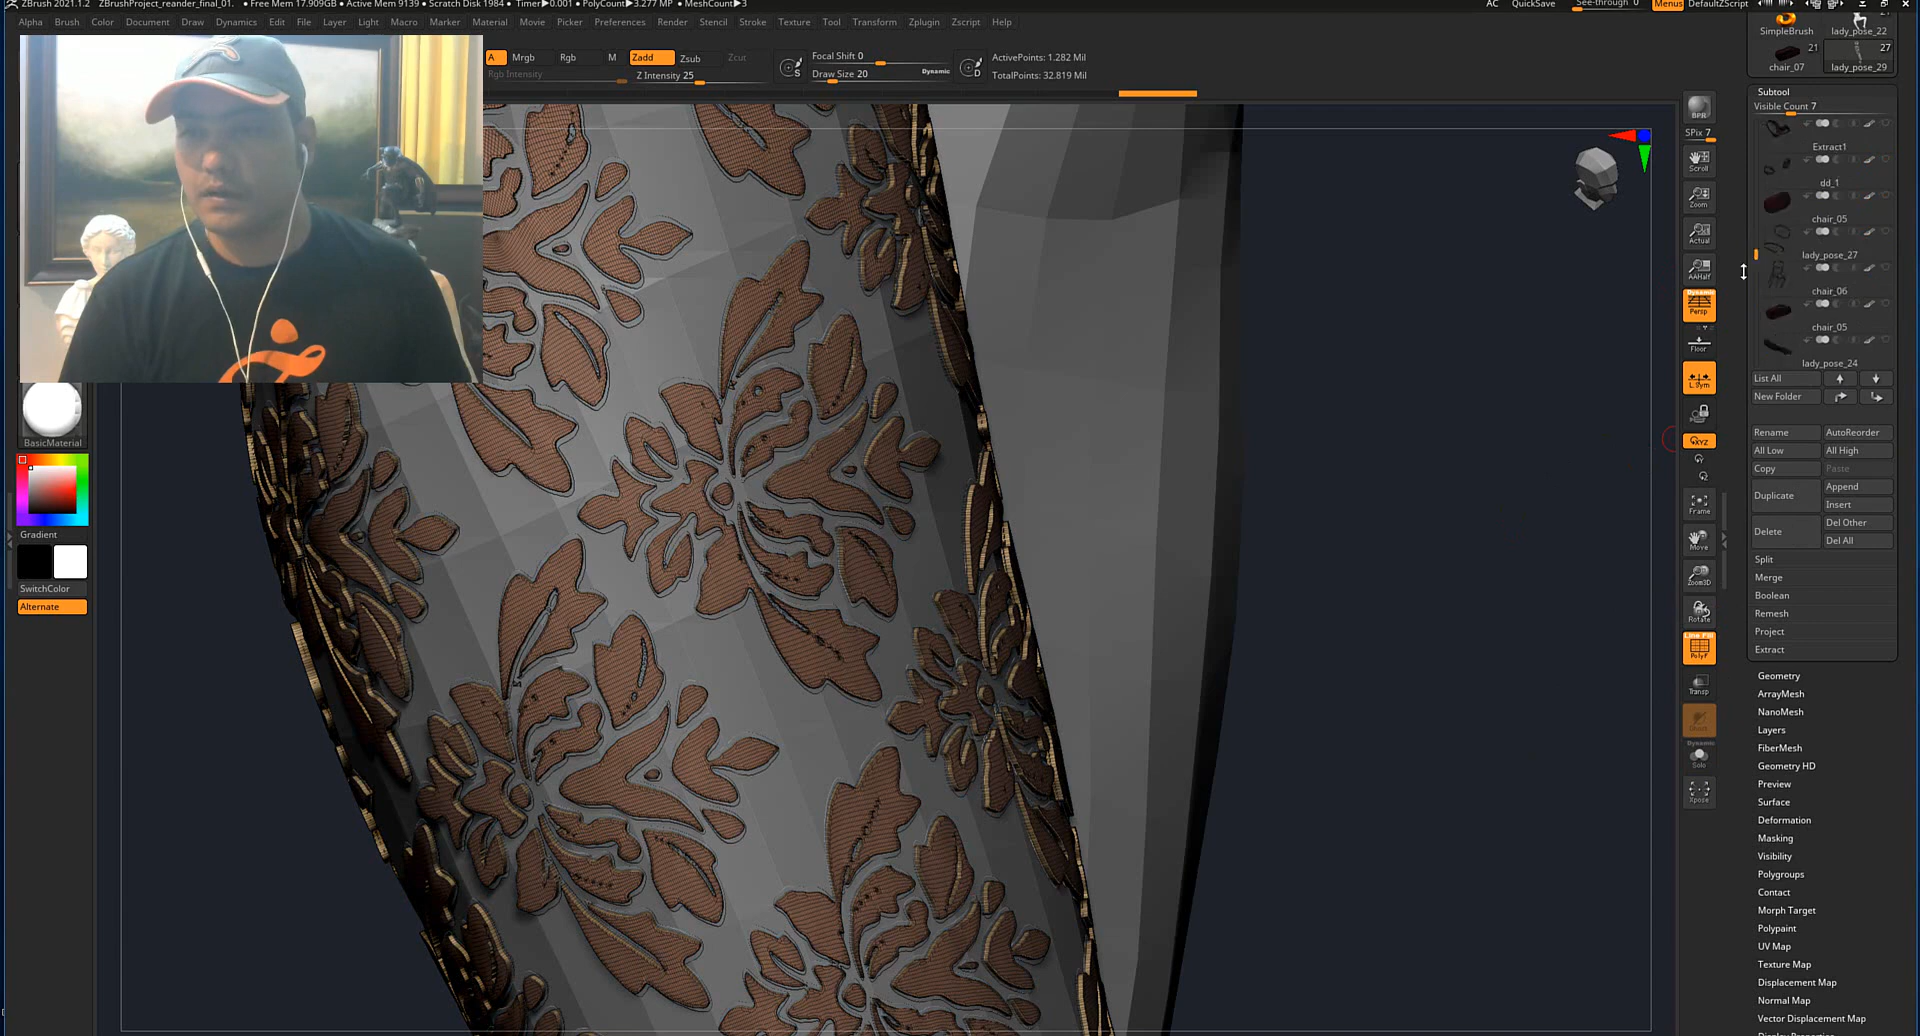 ZBrush 2021.1.2 ZBrushProject_reander_final_01. • Free Mem 17.909GB • Active Mem 9139 • Scratch Disk 1984 • Timer▶0.001 • PolyCount▶3.277 MP • MeshCount▶3 AC QuickSave See-through 0 Menus DefaultZScript
Alpha Brush Color Document Draw Dynamics Edit File Layer Light Macro Marker Material Movie Picker Preferences Render Stencil Stroke Texture Tool Transform Zplugin Zscript Help
A Mrgb Rgb M Zadd Zsub Zcut
Rgb Intensity Z Intensity 25
Focal Shift 0
Draw Size 20 Dynamic
S
D
ActivePoints: 1.282 Mil
TotalPoints: 32.819 Mil
BasicMaterial
Gradient
SwitchColor
Alternate
BPR
SPix 7
Scroll
Zoom
Actual
AAHalf
Dynamic
Persp
Floor
L.Sym
XYZ
Frame
Move
Zoom3D
Rotate
Line Fill
PolyF
Transp
Dynamic
Solo
Xpose
SimpleBrush lady_pose_22
21 27
chair_07 lady_pose_29
Subtool
Visible Count 7
Extract1
dd_1
chair_05
lady_pose_27
chair_06
chair_05
lady_pose_24
List All
New Folder
Rename AutoReorder
All Low All High
Copy Paste
Duplicate Append
Insert
Delete Del Other
Del All
Split
Merge
Boolean
Remesh
Project
Extract
Geometry
ArrayMesh
NanoMesh
Layers
FiberMesh
Geometry HD
Preview
Surface
Deformation
Masking
Visibility
Polygroups
Contact
Morph Target
Polypaint
UV Map
Texture Map
Displacement Map
Normal Map
Vector Displacement Map